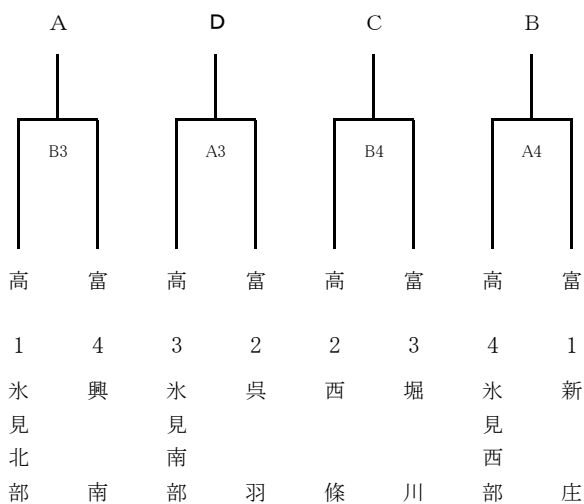 A D C B
B3 A3 B4 A4
高 富 高 富 高 富 高 富
1 4 3 2 2 3 4 1
氷見北部 興南 氷見南部 呉羽 西條 堀川 氷見西部 新庄